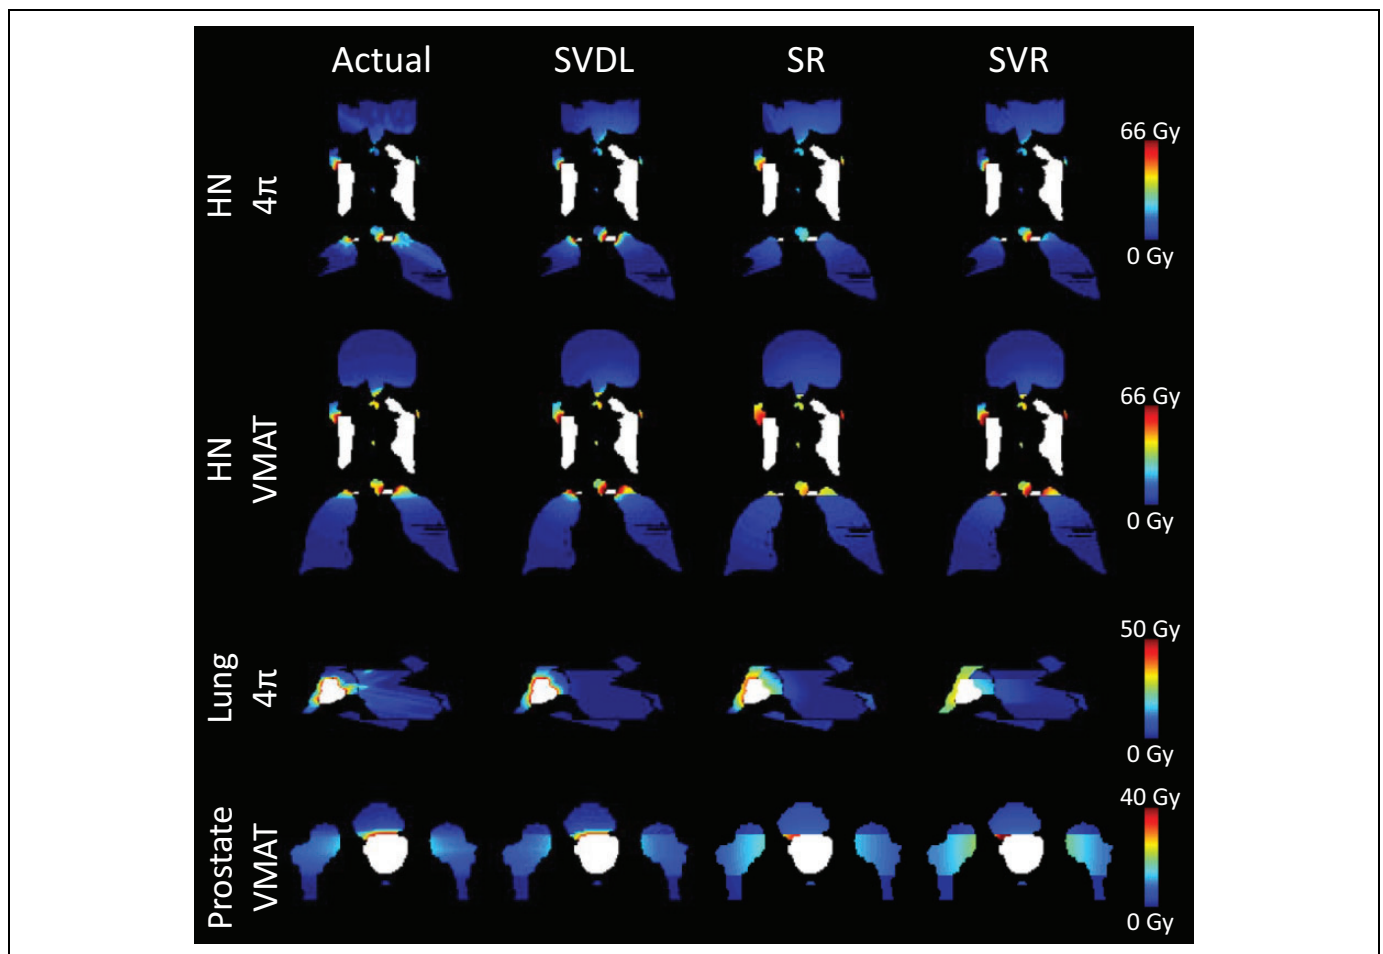 Actual SVDL SR SVR
HN
4π
66 Gy
0 Gy
HN
VMAT
66 Gy
0 Gy
Lung
4π
50 Gy
0 Gy
Prostate
VMAT
40 Gy
0 Gy